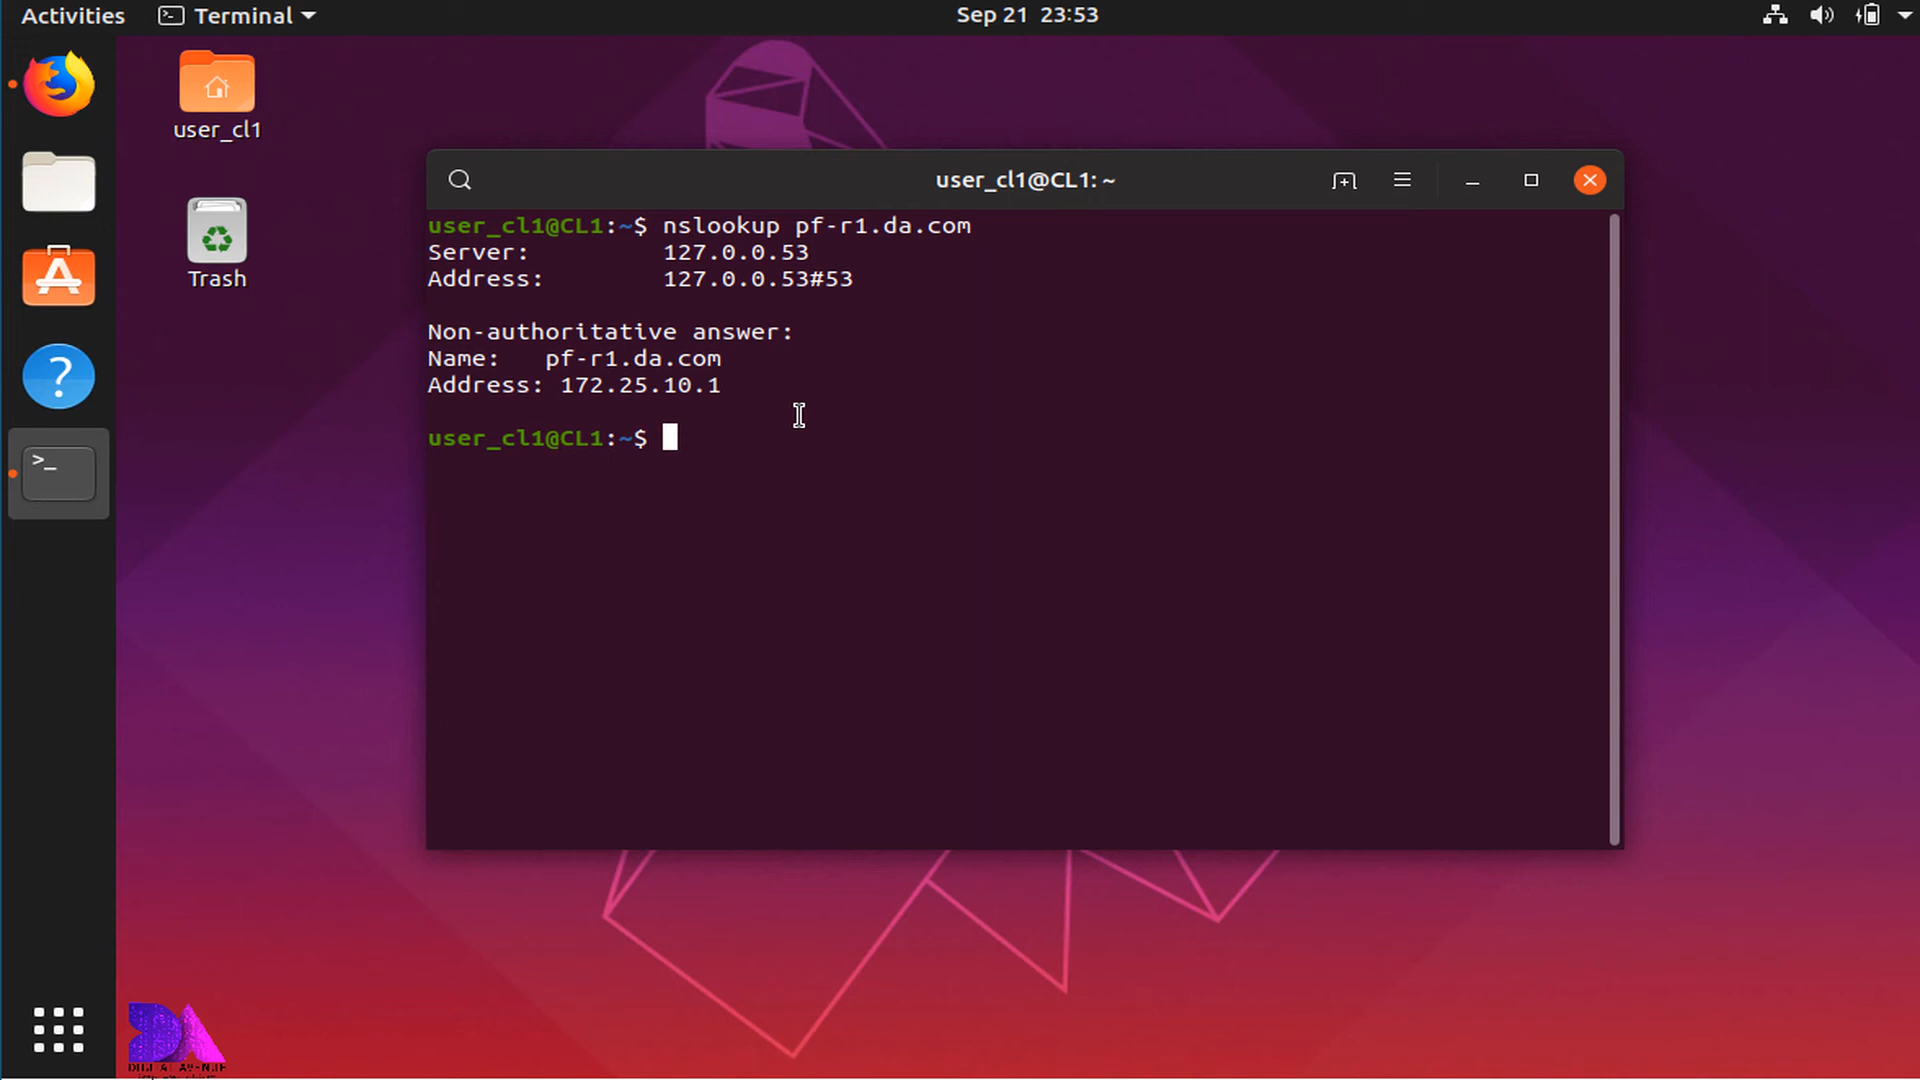 Activities
Terminal
Sep 21 23:53
user_cl1
Trash
user_cl1@CL1: ~
user_cl1@CL1:~$ nslookup pf-r1.da.com
Server: 127.0.0.53
Address: 127.0.0.53#53
Non-authoritative answer:
Name: pf-r1.da.com
Address: 172.25.10.1
user_cl1@CL1:~$
DIGITAL AVENUE